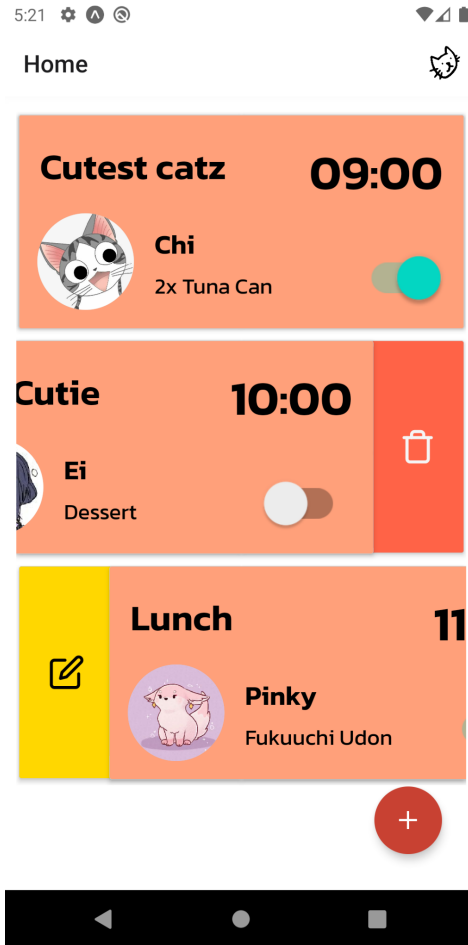 5:21
Home
Cutest catz
09:00
Chi
2x Tuna Can
Cutie
10:00
Ei
Dessert
Lunch
11
Pinky
Fukuuchi Udon